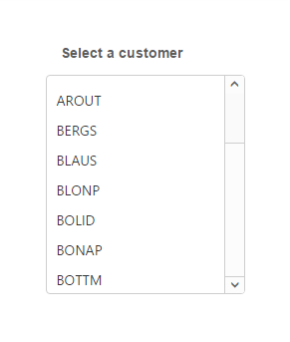 Select a customer
AROUT
BERGS
BLAUS
BLONP
BOLID
BONAP
BOTTM